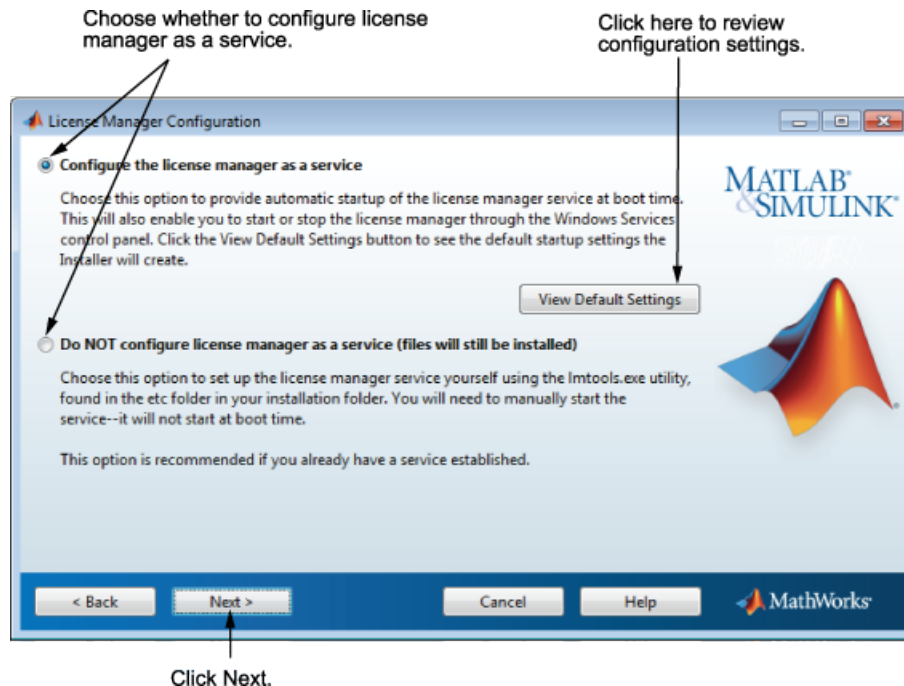 Choose whether to configure license
manager as a service.
Click here to review
configuration settings.
License Manager Configuration
Configure the license manager as a service
Choose this option to provide automatic startup of the license manager service at boot time.
This will also enable you to start or stop the license manager through the Windows Services
control panel. Click the View Default Settings button to see the default startup settings the
Installer will create.
MATLAB®
&SIMULINK®
View Default Settings
Do NOT configure license manager as a service (files will still be installed)
Choose this option to set up the license manager service yourself using the lmtools.exe utility,
found in the etc folder in your installation folder. You will need to manually start the
service--it will not start at boot time.
This option is recommended if you already have a service established.
< Back
Next >
Cancel
Help
MathWorks®
Click Next.